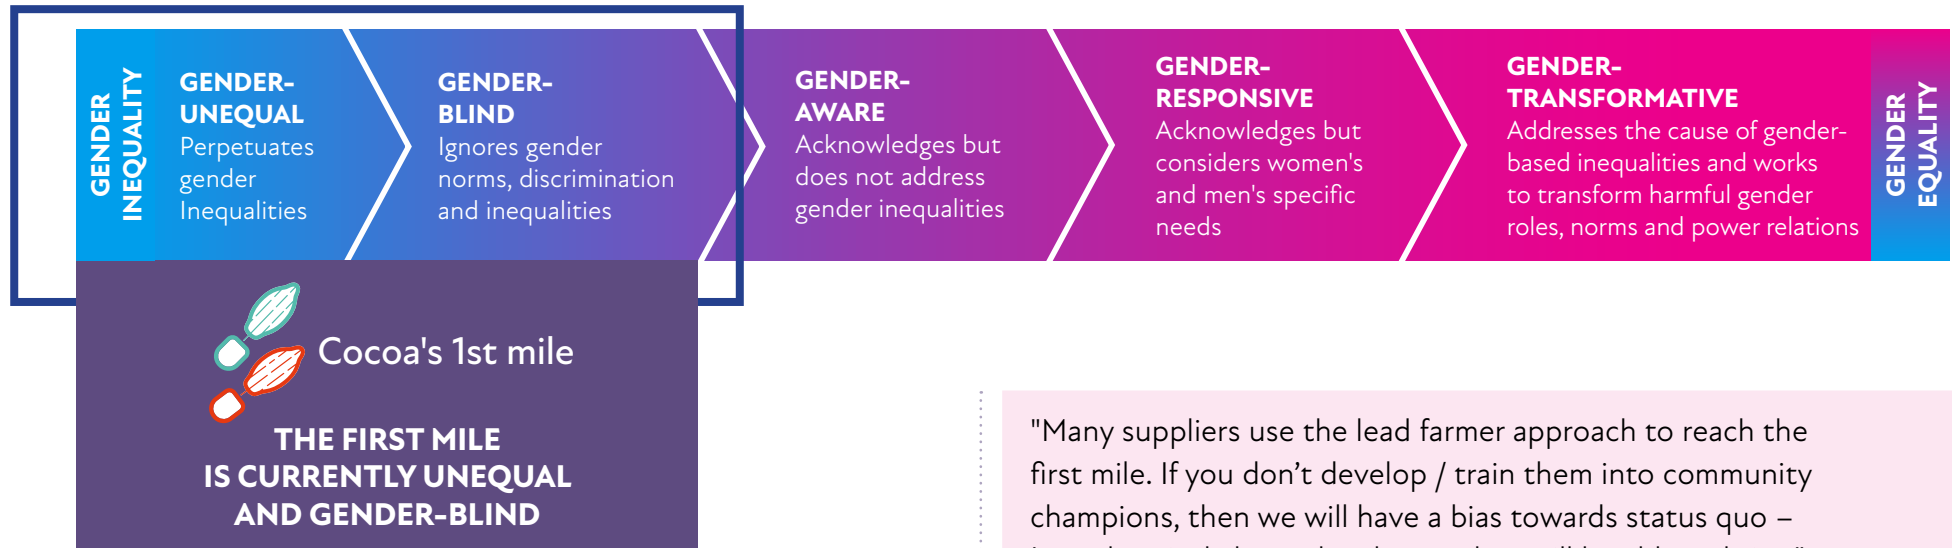 GENDER
INEQUALITY
GENDER-
UNEQUAL
Perpetuates
gender
Inequalities
GENDER-
BLIND
Ignores gender
norms, discrimination
and inequalities
GENDER-
AWARE
Acknowledges but
does not address
gender inequalities
GENDER-
RESPONSIVE
Acknowledges but
considers women's
and men's specific
needs
GENDER-
TRANSFORMATIVE
Addresses the cause of gender-
based inequalities and works
to transform harmful gender
roles, norms and power relations
GENDER
EQUALITY
Cocoa's 1st mile
THE FIRST MILE
IS CURRENTLY UNEQUAL
AND GENDER-BLIND
"Many suppliers use the lead farmer approach to reach the
first mile. If you don’t develop / train them into community
champions, then we will have a bias towards status quo –